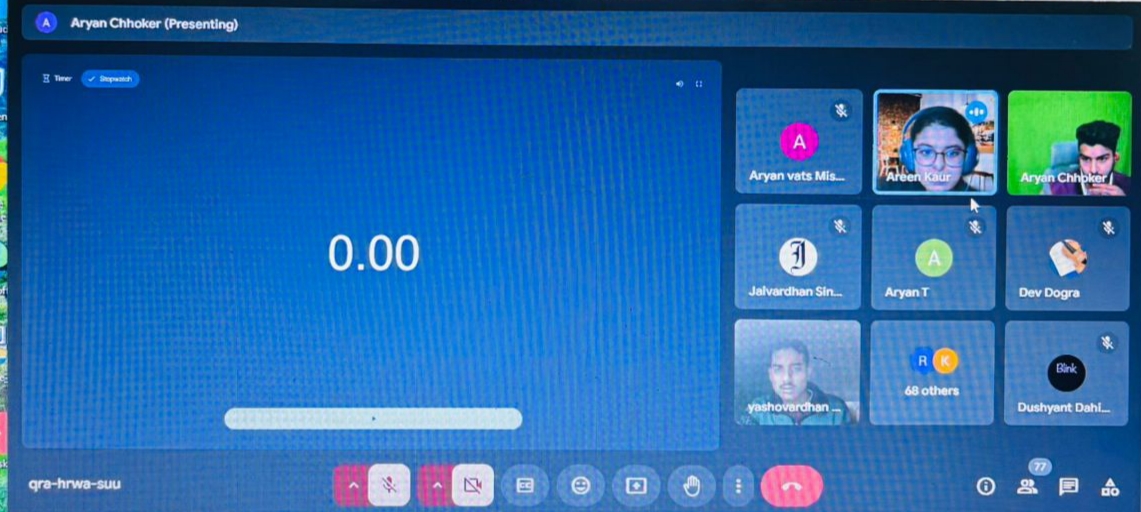 A Aryan Chhoker (Presenting)
Timer Stopwatch
0.00
A
Aryan vats Mis...
Areen Kaur
Aryan Chhoker
J
Jaivardhan Sin...
A
Aryan T
Dev Dogra
yashovardhan ...
R K
68 others
Blink
Dushyant Dahi...
qra-hrwa-suu
CC
77